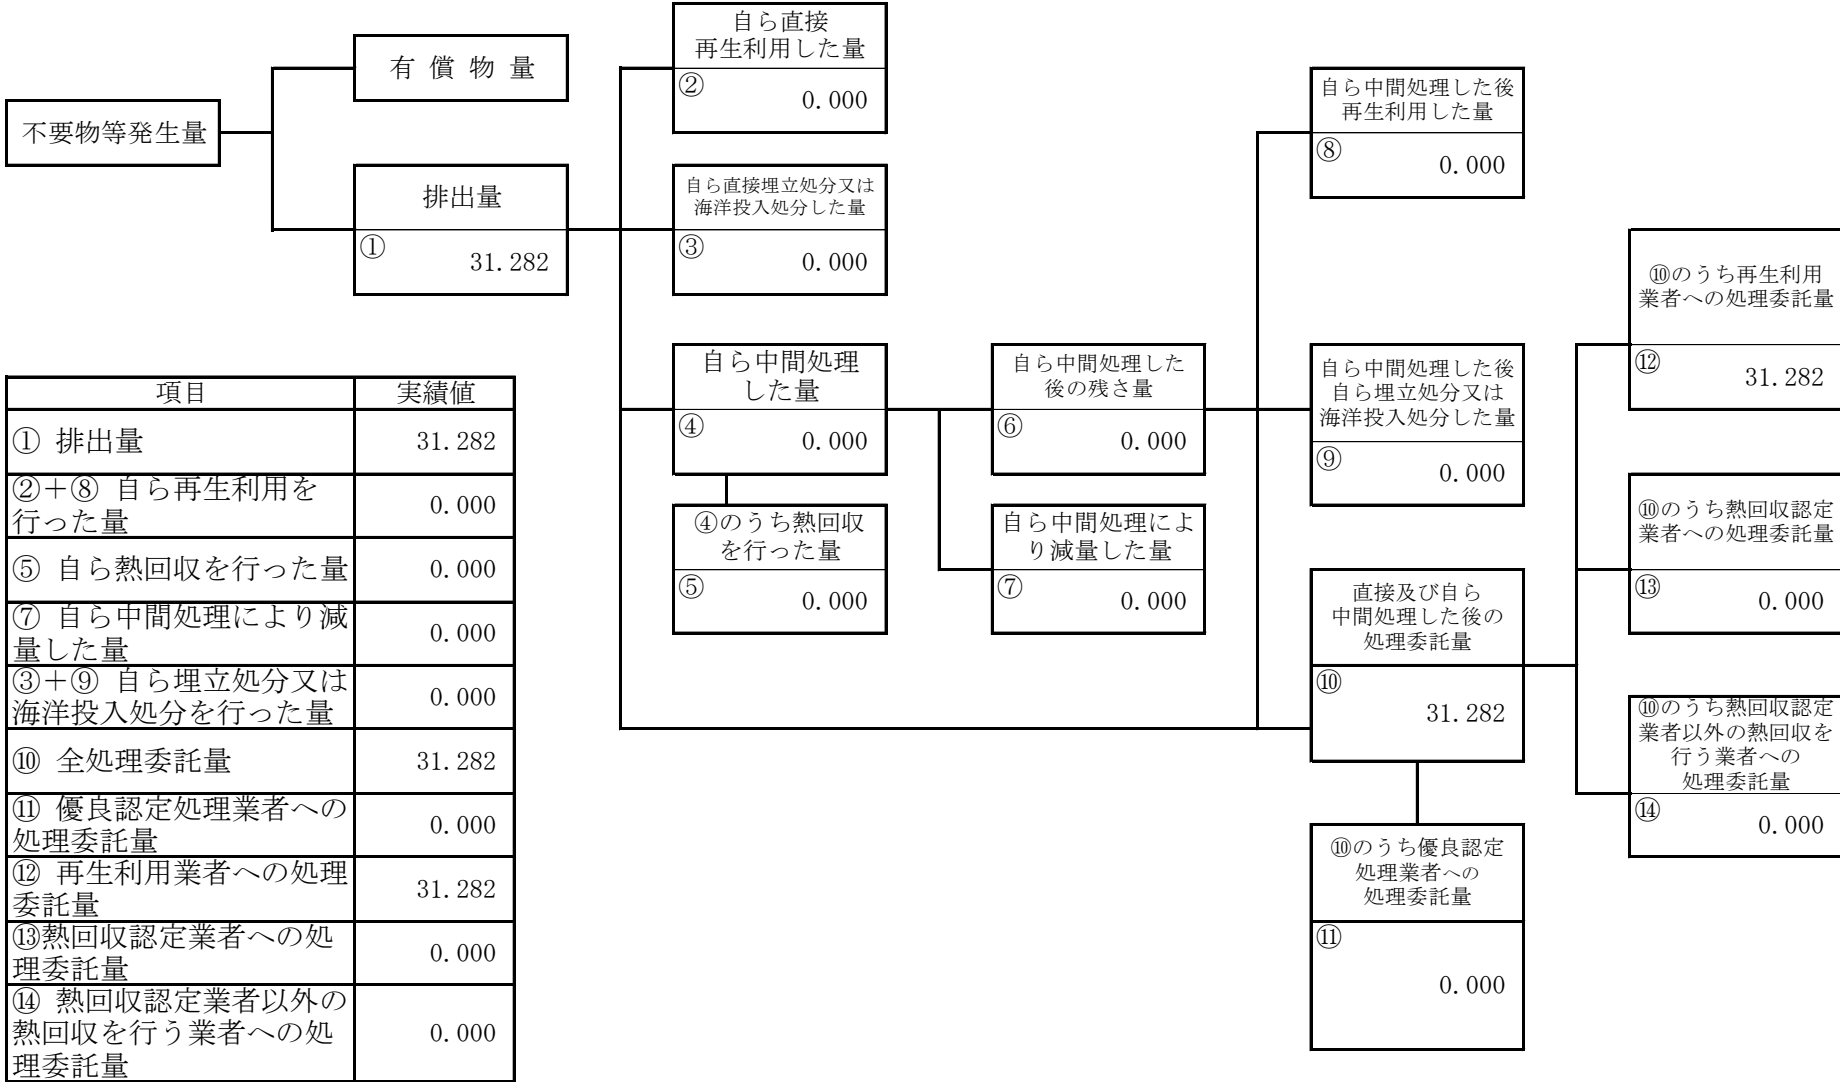 不要物等発生量
有 償 物 量
排出量
①
31.282
自ら直接
再生利用した量
②
0.000
自ら直接埋立処分又は
海洋投入処分した量
③
0.000
自ら中間処理
した量
④
0.000
④のうち熱回収
を行った量
⑤
0.000
自ら中間処理した
後の残さ量
⑥
0.000
自ら中間処理によ
り減量した量
⑦
0.000
自ら中間処理した後
再生利用した量
⑧
0.000
自ら中間処理した後
自ら埋立処分又は
海洋投入処分した量
⑨
0.000
直接及び自ら
中間処理した後の
処理委託量
⑩
31.282
⑩のうち優良認定
処理業者への
処理委託量
⑪
0.000
⑩のうち再生利用
業者への処理委託量
⑫
31.282
⑩のうち熱回収認定
業者への処理委託量
⑬
0.000
⑩のうち熱回収認定
業者以外の熱回収を
行う業者への
処理委託量
⑭
0.000
項目 実績値
① 排出量 31.282
②＋⑧ 自ら再生利用を
行った量 0.000
⑤ 自ら熱回収を行った量 0.000
⑦ 自ら中間処理により減
量した量 0.000
③＋⑨ 自ら埋立処分又は
海洋投入処分を行った量 0.000
⑩ 全処理委託量 31.282
⑪ 優良認定処理業者への
処理委託量 0.000
⑫ 再生利用業者への処理
委託量 31.282
⑬熱回収認定業者への処
理委託量 0.000
⑭ 熱回収認定業者以外の
熱回収を行う業者への処
理委託量 0.000